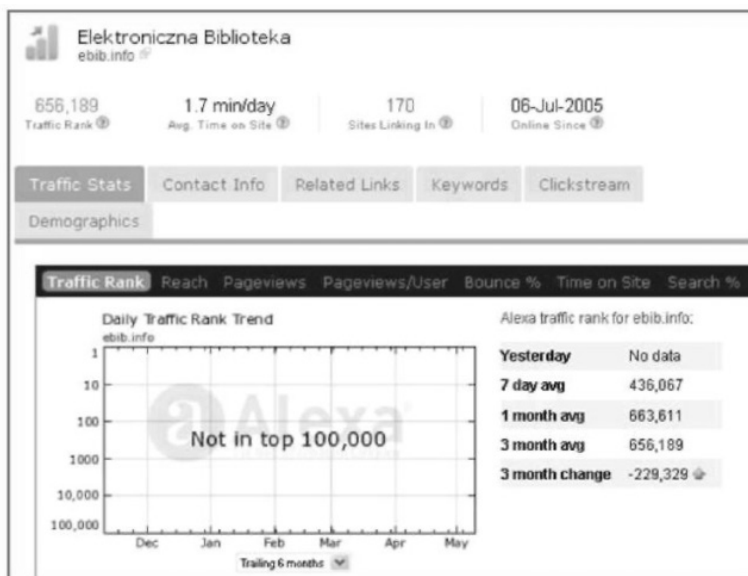 Elektroniczna Biblioteka
ebib.info
656,189
Traffic Rank
1.7 min/day
Avg. Time on Site
170
Sites Linking In
06-Jul-2005
Online Since
Traffic Stats
Contact Info
Related Links
Keywords
Clickstream
Demographics
Traffic Rank Reach Pageviews Pageviews/User Bounce % Time on Site Search %
Daily Traffic Rank Trend
ebib.info
1
10
100
1000
10,000
100,000
Alexa
Not in top 100,000
Dec Jan Feb Mar Apr May
Trailing 6 months
Alexa traffic rank for ebib.info:
Yesterday No data
7 day avg 436,067
1 month avg 663,611
3 month avg 656,189
3 month change -229,329